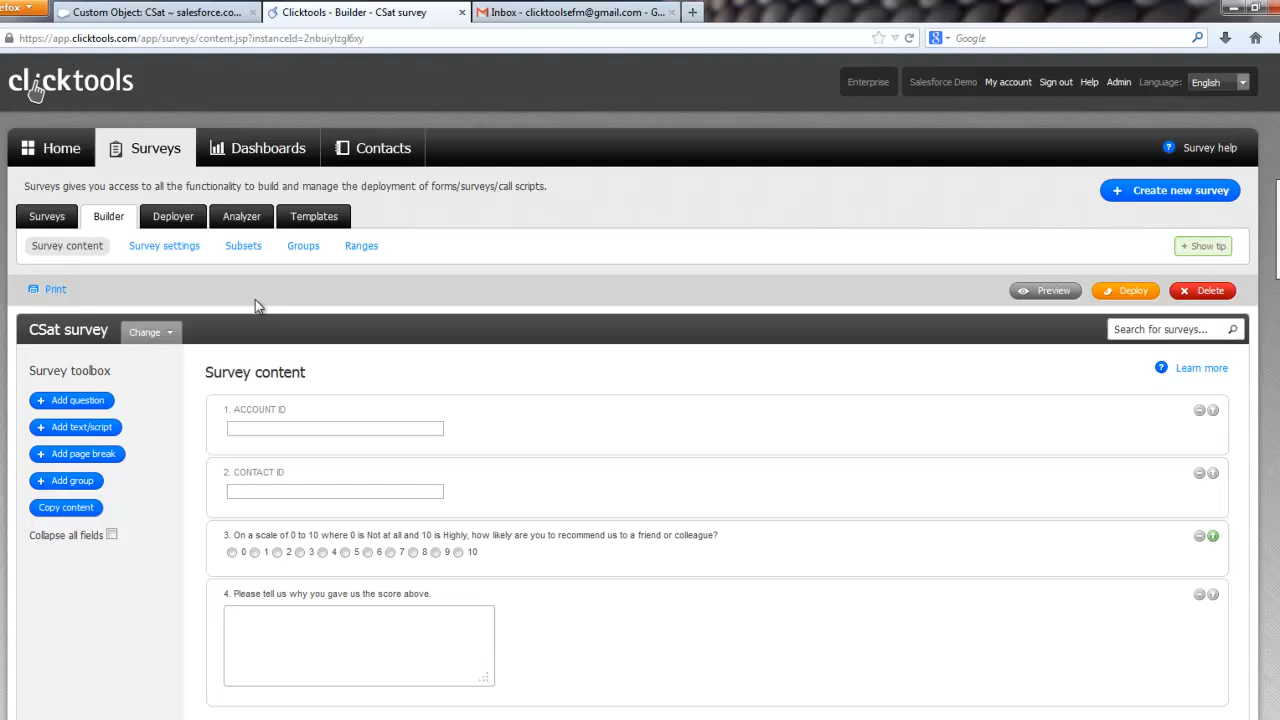 efox
Custom Object: CSat ~ salesforce.co...
Clicktools - Builder - CSat survey
Inbox - clicktoolsefm@gmail.com - G...
https://app.clicktools.com/app/surveys/content.jsp?instanceId=2nbuiylzgl6xy
Google
clicktools
Enterprise
Salesforce Demo My account Sign out Help Admin Language: English
Home Surveys Dashboards Contacts
? Survey help
Surveys gives you access to all the functionality to build and manage the deployment of forms/surveys/call scripts.
+ Create new survey
Surveys Builder Deployer Analyzer Templates
Survey content Survey settings Subsets Groups Ranges
+ Show tip
Print
Preview Deploy Delete
CSat survey Change
Search for surveys...
Survey toolbox
+ Add question
+ Add text/script
+ Add page break
+ Add group
Copy content
Collapse all fields
Survey content
? Learn more
1. ACCOUNT ID
2. CONTACT ID
3. On a scale of 0 to 10 where 0 is Not at all and 10 is Highly, how likely are you to recommend us to a friend or colleague?
0 1 2 3 4 5 6 7 8 9 10
4. Please tell us why you gave us the score above.